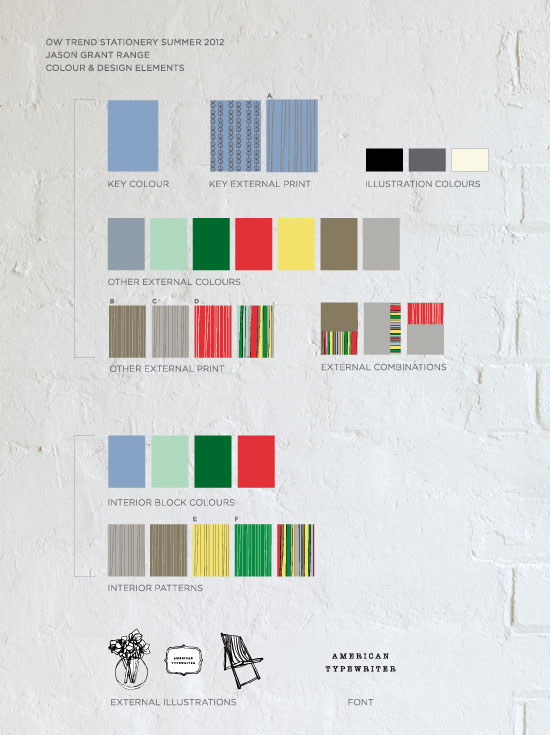 OW TREND STATIONERY SUMMER 2012
JASON GRANT RANGE
COLOUR & DESIGN ELEMENTS
A
KEY COLOUR
KEY EXTERNAL PRINT
ILLUSTRATION COLOURS
OTHER EXTERNAL COLOURS
B
C
D
OTHER EXTERNAL PRINT
EXTERNAL COMBINATIONS
INTERIOR BLOCK COLOURS
E
F
INTERIOR PATTERNS
AMERICAN
TYPEWRITER
AMERICAN
TYPEWRITER
EXTERNAL ILLUSTRATIONS
FONT